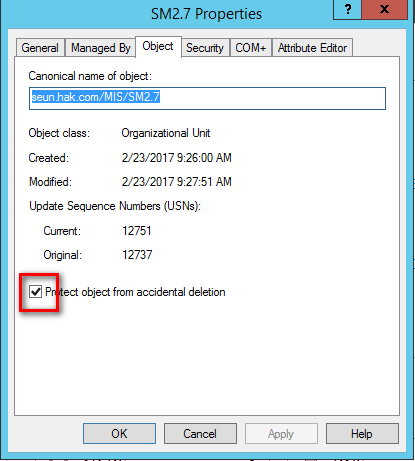 SM2.7 Properties
? x
General Managed By Object Security COM+ Attribute Editor
Canonical name of object:
seun.hak.com/MIS/SM2.7
Object class: Organizational Unit
Created: 2/23/2017 9:26:00 AM
Modified: 2/23/2017 9:27:51 AM
Update Sequence Numbers (USNs):
Current: 12751
Original: 12737
Protect object from accidental deletion
OK Cancel Apply Help